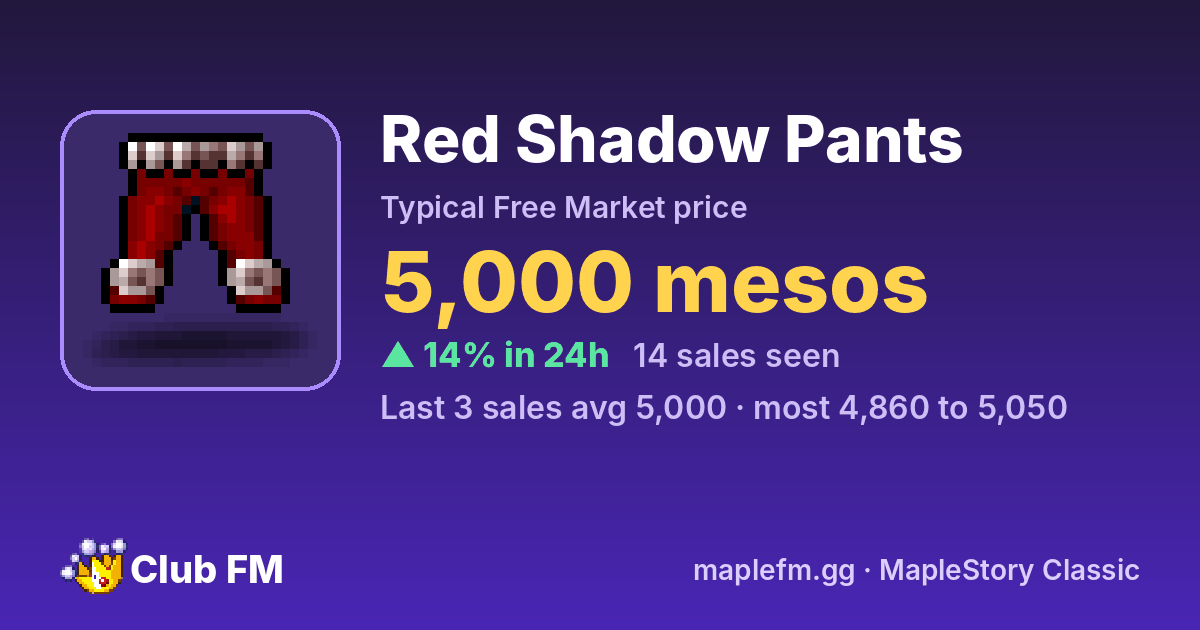 Red Shadow Pants
Typical Free Market price
5,000 mesos
▲ 14% in 24h 14 sales seen
Last 3 sales avg 5,000 · most 4,860 to 5,050
Club FM
maplefm.gg · MapleStory Classic